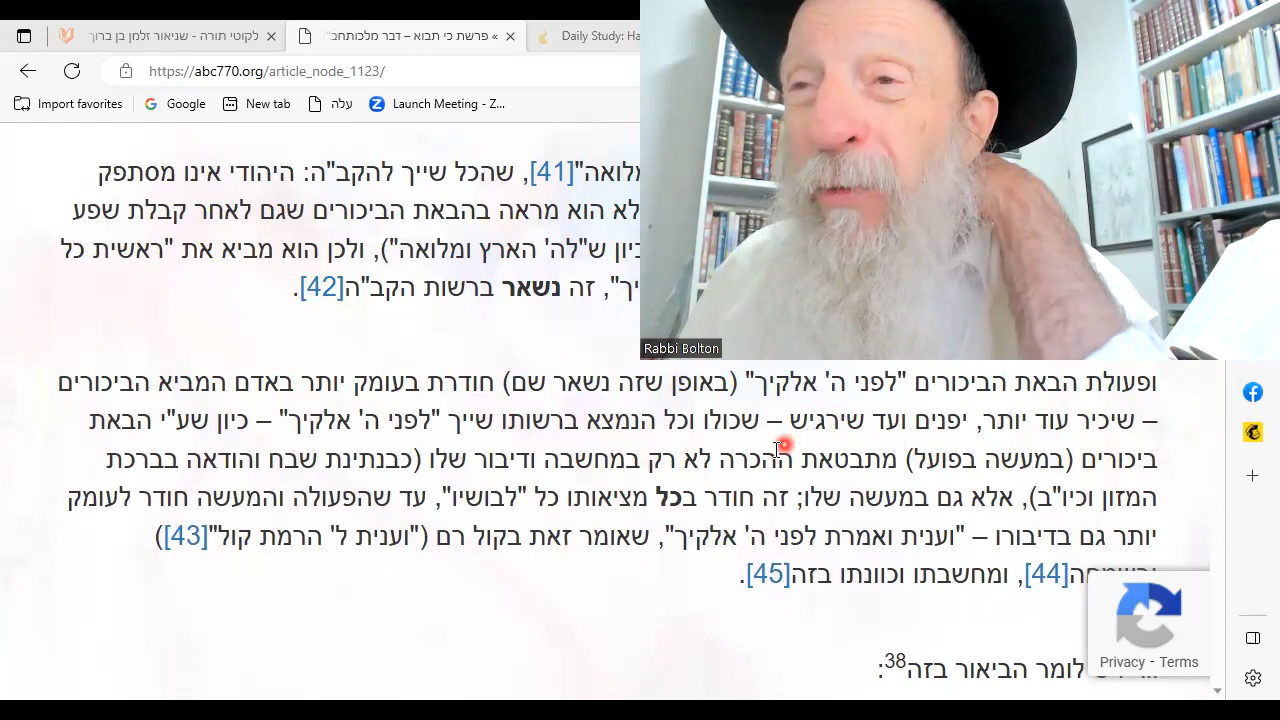 לקוטי תורה - שניאור זלמן בן ברוך
» פרשת כי תבוא – דבר מלכותחב"
Daily Study: Ha
https://abc770.org/article_node_1123/
Import favorites
Google
New tab
עלה
Launch Meeting - Z...
מלואה"[41], שהכל שייך להקב"ה: היהודי אינו מסתפק
לא הוא מראה בהבאת הביכורים שגם לאחר קבלת שפע
ש"לה' הארץ ומלואה"), ולכן הוא מביא את "ראשית כל
יך", זה נשאר ברשות הקב"ה[42].
Rabbi Bolton
ופעולת הבאת הביכורים "לפני ה' אלקיך" (באופן שזה נשאר שם) חודרת בעומק יותר באדם המביא הביכורים
– שיכיר עוד יותר, יפנים ועד שירגיש – שכולו וכל הנמצא ברשותו שייך "לפני ה' אלקיך" – כיון שע"י הבאת
ביכורים (במעשה בפועל) מתבטאת ההכרה לא רק במחשבה ודיבור שלו (כבנתינת שבח והודאה בברכת
המזון וכיו"ב), אלא גם במעשה שלו; זה חודר בכל מציאותו כל "לבושיו", עד שהפעולה והמעשה חודר לעומק
יותר גם בדיבורו – "וענית ואמרת לפני ה' אלקיך", שאומר זאת בקול רם ("וענית ל' הרמת קול"[43])
[44], ומחשבתו וכוונתו בזה[45].
לומר הביאור בזה38:
Privacy - Terms